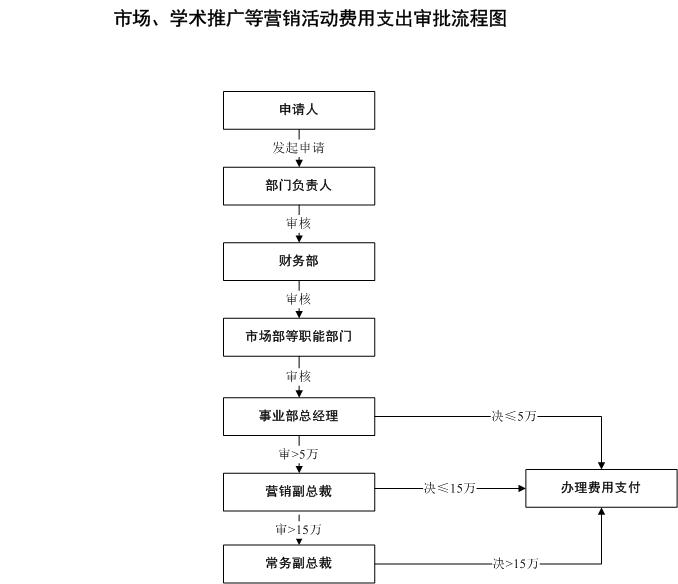 市场、学术推广等营销活动费用支出审批流程图
申请人
发起申请
部门负责人
审核
财务部
审核
市场部等职能部门
审核
事业部总经理
决≤5万
审>5万
营销副总裁
决≤15万
办理费用支付
审>15万
常务副总裁
决>15万